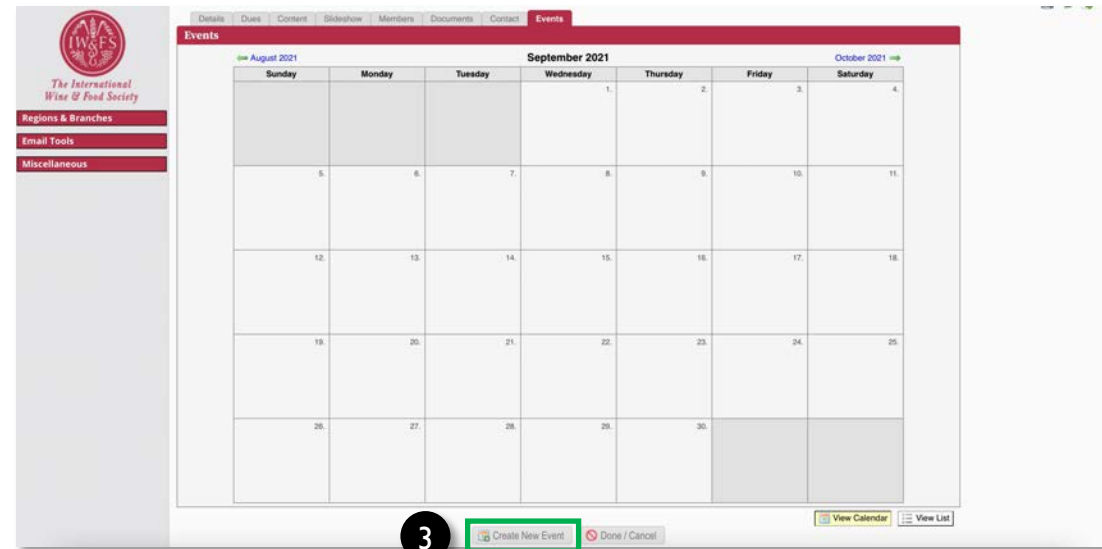 Details Dues Content Slideshow Members Documents Contact Events
IW&FS
The International
Wine & Food Society
Regions & Branches
Email Tools
Miscellaneous
Events
August 2021 September 2021 October 2021
Sunday Monday Tuesday Wednesday Thursday Friday Saturday
1. 2. 3. 4.
5. 6. 7. 8. 9. 10. 11.
12. 13. 14. 15. 16. 17. 18.
19. 20. 21. 22. 23. 24. 25.
26. 27. 28. 29. 30.
View Calendar View List
3 Create New Event Done / Cancel